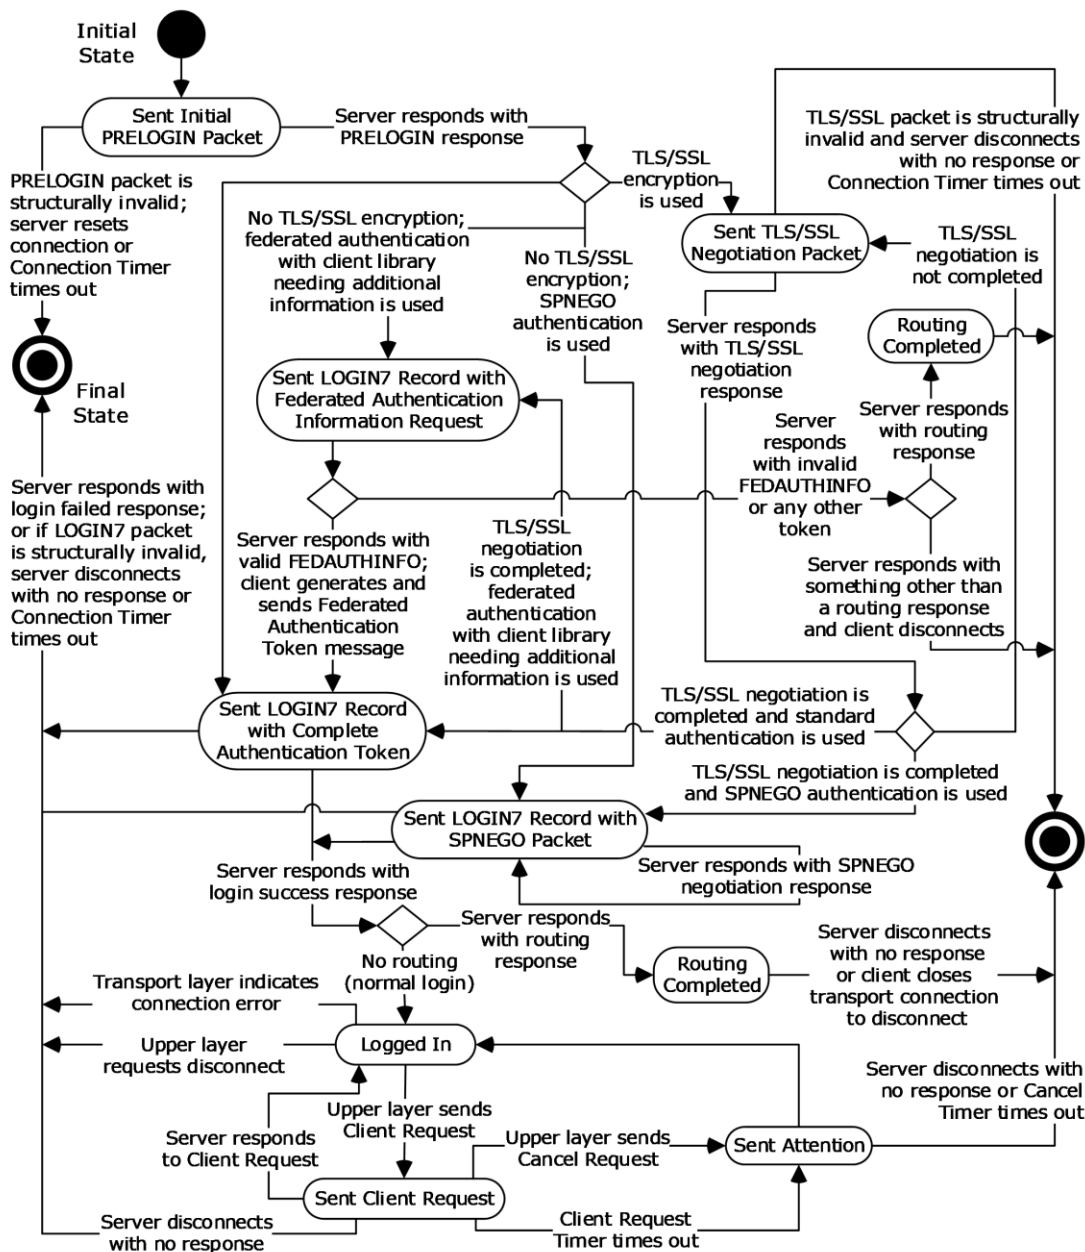 Initial
State
Sent Initial
PRELOGIN Packet
Server responds with
PRELOGIN response
TLS/SSL packet is structurally
invalid and server disconnects
with no response or
Connection Timer times out
TLS/SSL
encryption
is used
PRELOGIN packet is
structurally invalid;
server resets
connection or
Connection Timer
times out
No TLS/SSL encryption;
federated authentication
with client library
needing additional
information is used
No TLS/SSL
encryption;
SPNEGO
authentication
is used
Sent TLS/SSL
Negotiation Packet
TLS/SSL
negotiation is
not completed
Server responds
with TLS/SSL
negotiation
response
Routing
Completed
Final
State
Sent LOGIN7 Record with
Federated Authentication
Information Request
Server
responds
with invalid
FEDAUTHINFO
or any other
token
Server responds
with routing
response
Server responds with
login failed response;
or if LOGIN7 packet
is structurally invalid,
server disconnects
with no response or
Connection Timer
times out
Server responds with
valid FEDAUTHINFO;
client generates and
sends Federated
Authentication
Token message
TLS/SSL
negotiation
is completed;
federated
authentication
with client library
needing additional
information is used
Server responds with
something other than
a routing response
and client disconnects
Sent LOGIN7 Record
with Complete
Authentication Token
TLS/SSL negotiation is
completed and standard
authentication is used
TLS/SSL negotiation is completed
and SPNEGO authentication is used
Sent LOGIN7 Record with
SPNEGO Packet
Server responds with SPNEGO
negotiation response
Server responds with
login success response
Server responds
with routing
response
No routing
(normal login)
Routing
Completed
Server disconnects
with no response
or client closes
transport connection
to disconnect
Transport layer indicates
connection error
Logged In
Upper layer
requests disconnect
Server disconnects with
no response or Cancel
Timer times out
Upper layer sends
Client Request
Server responds
to Client Request
Upper layer sends
Cancel Request
Sent Attention
Sent Client Request
Server disconnects
with no response
Client Request
Timer times out